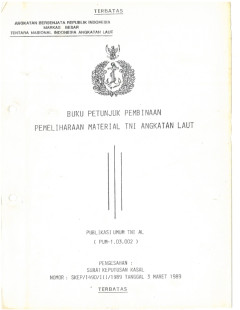 TERBATAS
ANGKATAN BERSENJATA REPUBLIK INDONESIA
MARKAS BESAR
TENTARA NASIONAL INDONESIA ANGKATAN LAUT
BUKU PETUNJUK PEMBINAAN
PEMELIHARAAN MATERIAL TNI ANGKATAN LAUT
PUBLIKASI UMUM TNI AL
( PUM-1.03.002 )
PENGESAHAN :
SURAT KEPUTUSAN KASAL
NOMOR : SKEP/1460/III/1989 TANGGAL 3 MARET 1989
TERBATAS